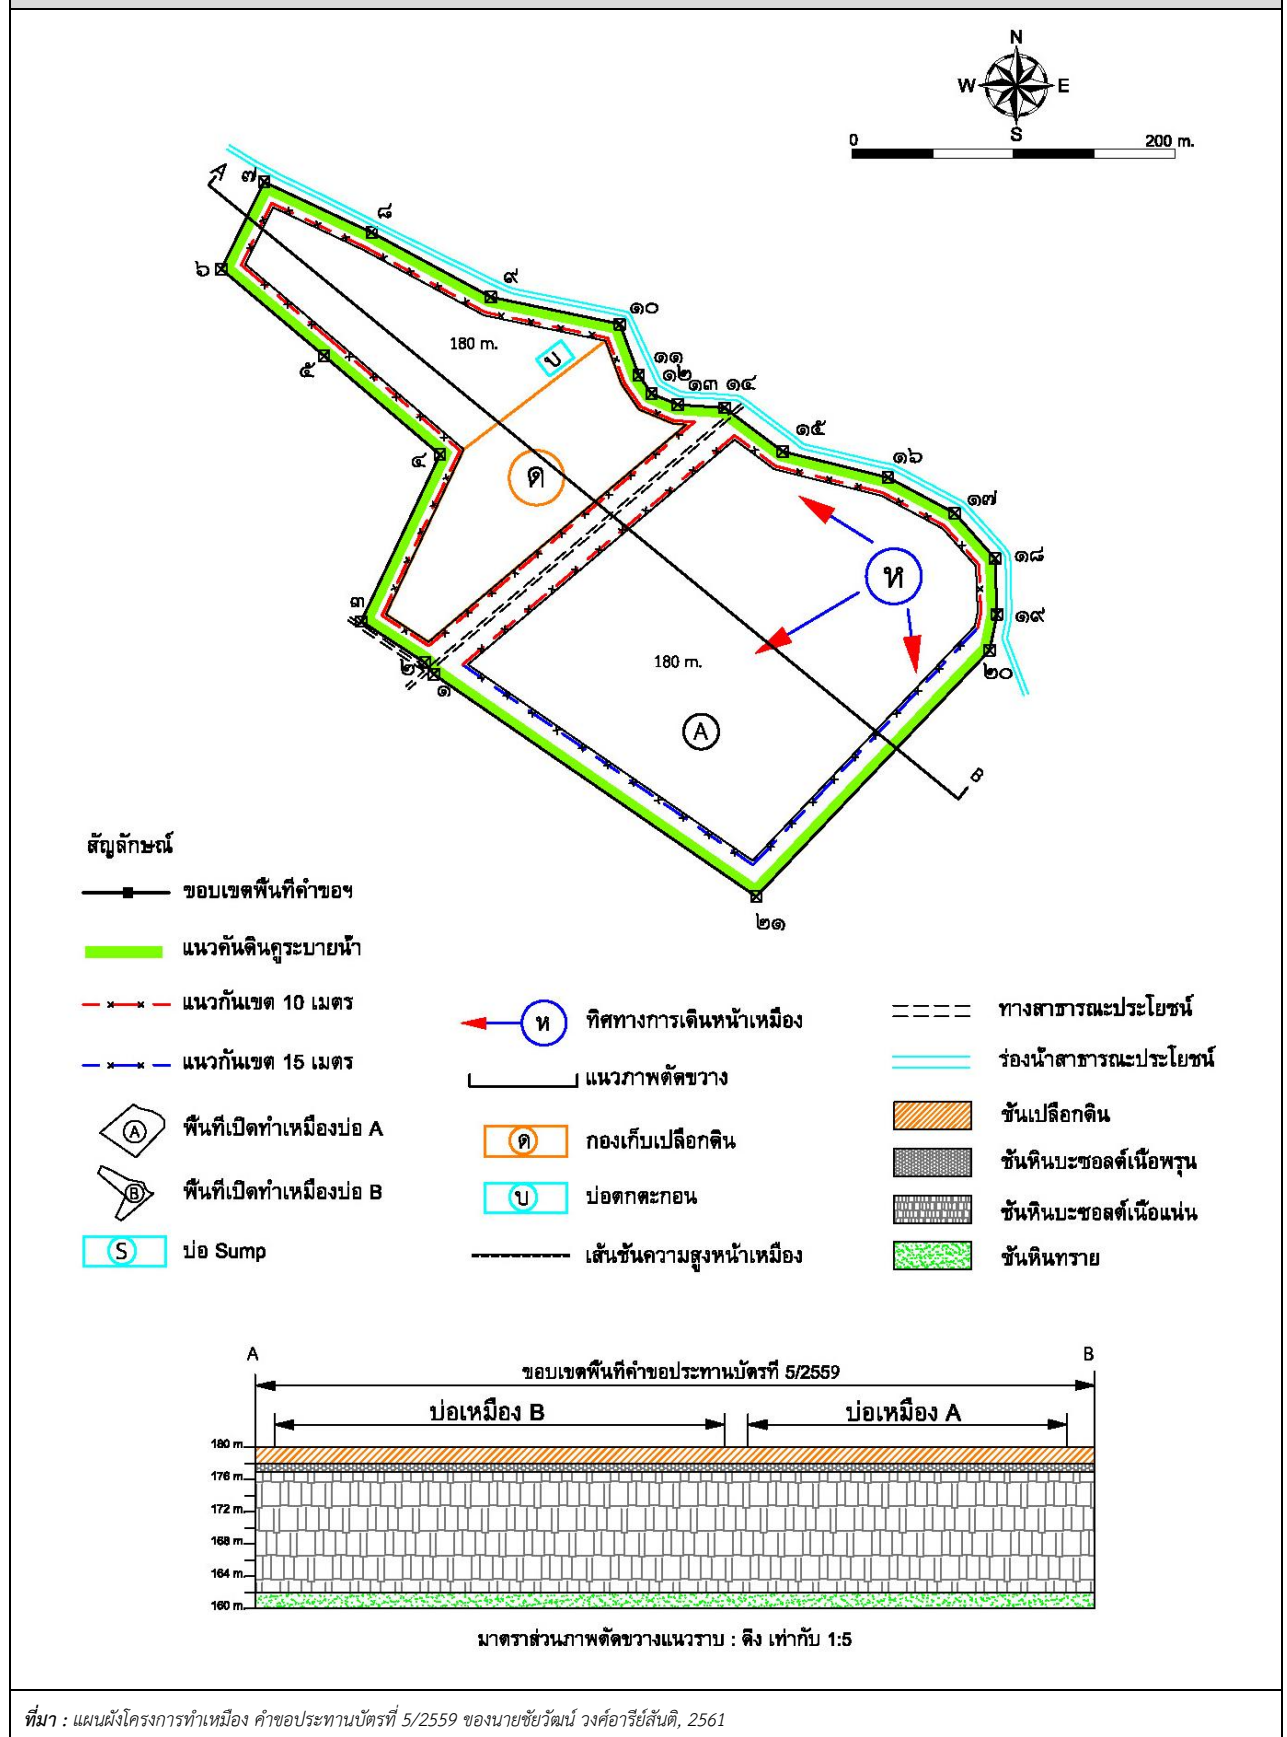 N
W E
S
0 200 m.
A
๗
๘
๖
๙
๑๐
๕
180 m.
บ
๑๑
๑๒
๑๓
๑๔
๔
ด
๑๕
๑๖
๑๗
ห
๑๘
๓
๑๙
๒
180 m.
๒๐
๑
A
B
๒๑
สัญลักษณ์
ขอบเขตพื้นที่คำขอฯ
แนวคันดินคูระบายน้ำ
แนวกันเขต 10 เมตร
แนวกันเขต 15 เมตร
A พื้นที่เปิดทำเหมืองบ่อ A
B พื้นที่เปิดทำเหมืองบ่อ B
S บ่อ Sump
ห ทิศทางการเดินหน้าเหมือง
แนวภาพตัดขวาง
ด กองเก็บเปลือกดิน
บ บ่อตกตะกอน
เส้นชั้นความสูงหน้าเหมือง
ทางสาธารณะประโยชน์
ร่องน้ำสาธารณะประโยชน์
ชั้นเปลือกดิน
ชั้นหินบะซอลต์เนื้อพรุน
ชั้นหินบะซอลต์เนื้อแน่น
ชั้นหินทราย
A B
ขอบเขตพื้นที่คำขอประทานบัตรที่ 5/2559
บ่อเหมือง B บ่อเหมือง A
180 m.
176 m.
172 m.
168 m.
164 m.
160 m.
มาตราส่วนภาพตัดขวางแนวราบ : ดิ่ง เท่ากับ 1:5
ที่มา : แผนผังโครงการทำเหมือง คำขอประทานบัตรที่ 5/2559 ของนายชัยวัฒน์ วงศ์อารีย์สันติ, 2561